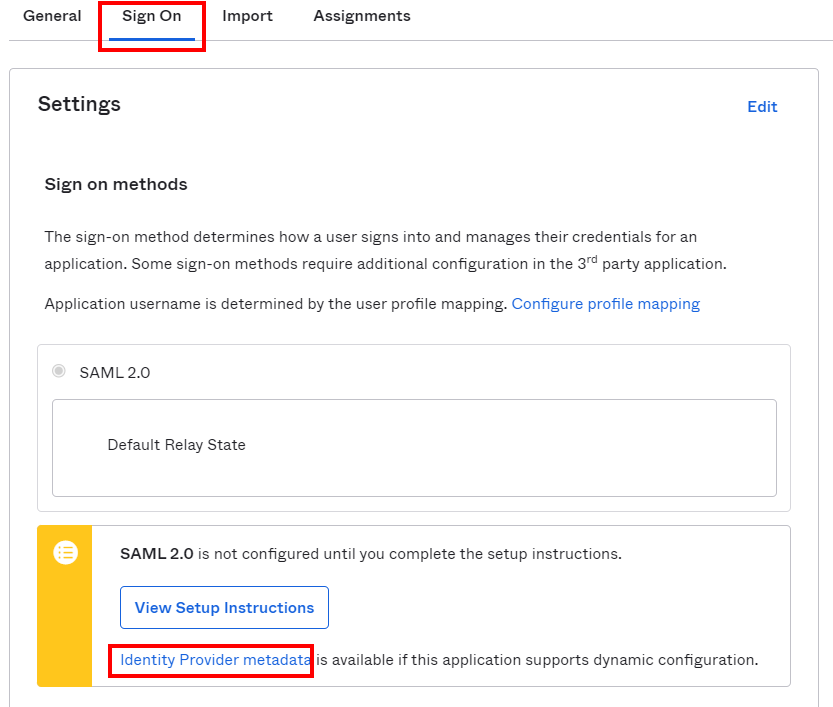 General Sign On Import Assignments
Settings
Edit
Sign on methods
The sign-on method determines how a user signs into and manages their credentials for an
application. Some sign-on methods require additional configuration in the 3rd party application.
Application username is determined by the user profile mapping. Configure profile mapping
SAML 2.0
Default Relay State
SAML 2.0 is not configured until you complete the setup instructions.
View Setup Instructions
Identity Provider metadata is available if this application supports dynamic configuration.